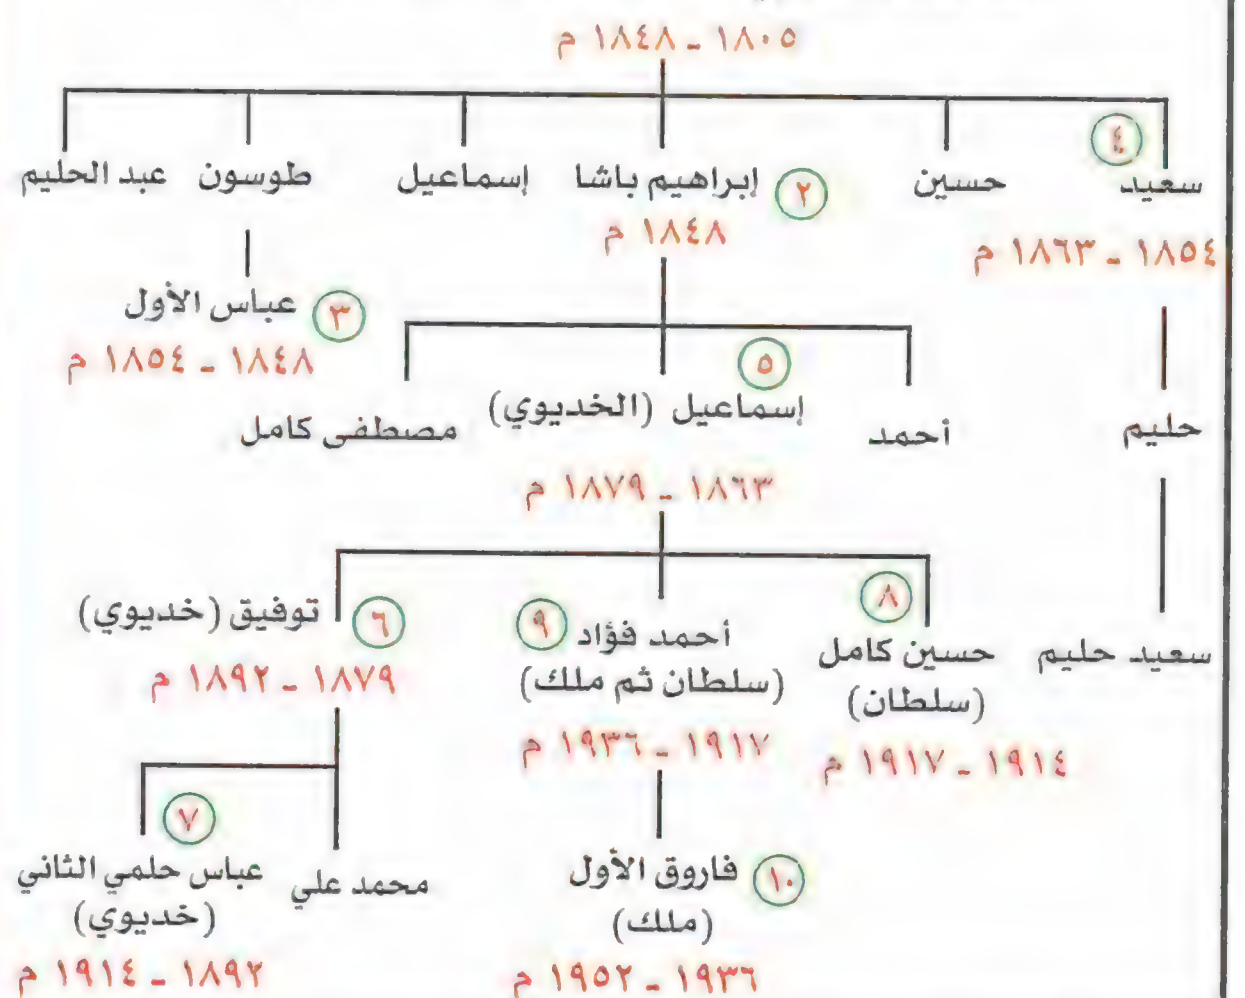 ١٨٠٥ - ١٨٤٨ م
٤
سعيد
حسين
٢ إبراهيم باشا
إسماعيل
طوسون
عبد الحليم
١٨٥٤ - ١٨٦٣ م
١٨٤٨ م
٣ عباس الأول
١٨٤٨ - ١٨٥٤ م
٥
حليم
أحمد
إسماعيل (الخديوي)
مصطفى كامل
١٨٦٣ - ١٨٧٩ م
٨
سعيد حليم
حسين كامل
(سلطان)
١٩١٤ - ١٩١٧ م
٩ أحمد فؤاد
(سلطان ثم ملك)
١٩١٧ - ١٩٣٦ م
٦ توفيق (خديوي)
١٨٧٩ - ١٨٩٢ م
٧
١٠ فاروق الأول
(ملك)
١٩٣٦ - ١٩٥٢ م
محمد علي
عباس حلمي الثاني
(خديوي)
١٨٩٢ - ١٩١٤ م